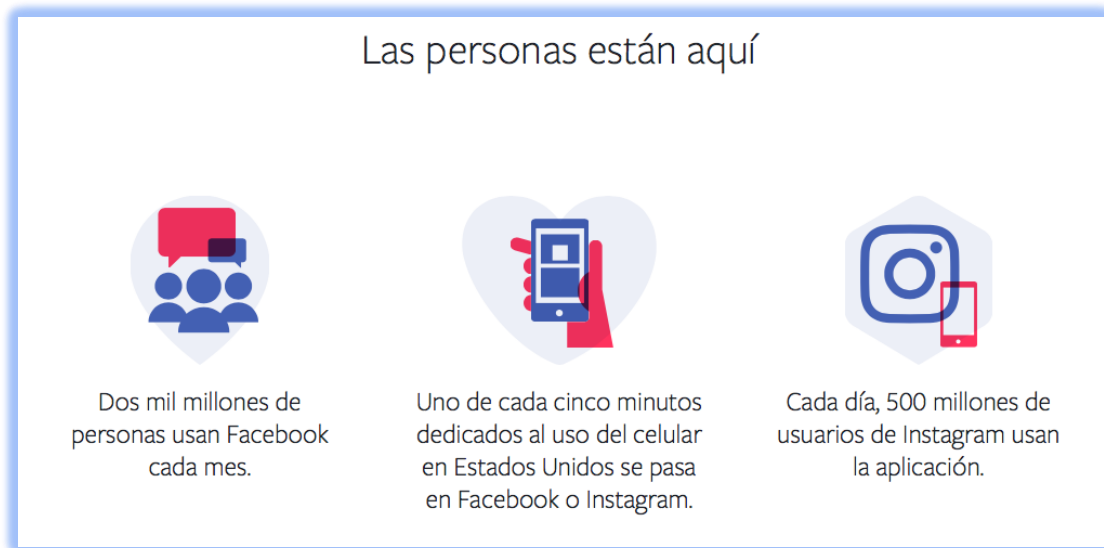 Las personas están aquí
Dos mil millones de
personas usan Facebook
cada mes.
Uno de cada cinco minutos
dedicados al uso del celular
en Estados Unidos se pasa
en Facebook o Instagram.
Cada día, 500 millones de
usuarios de Instagram usan
la aplicación.